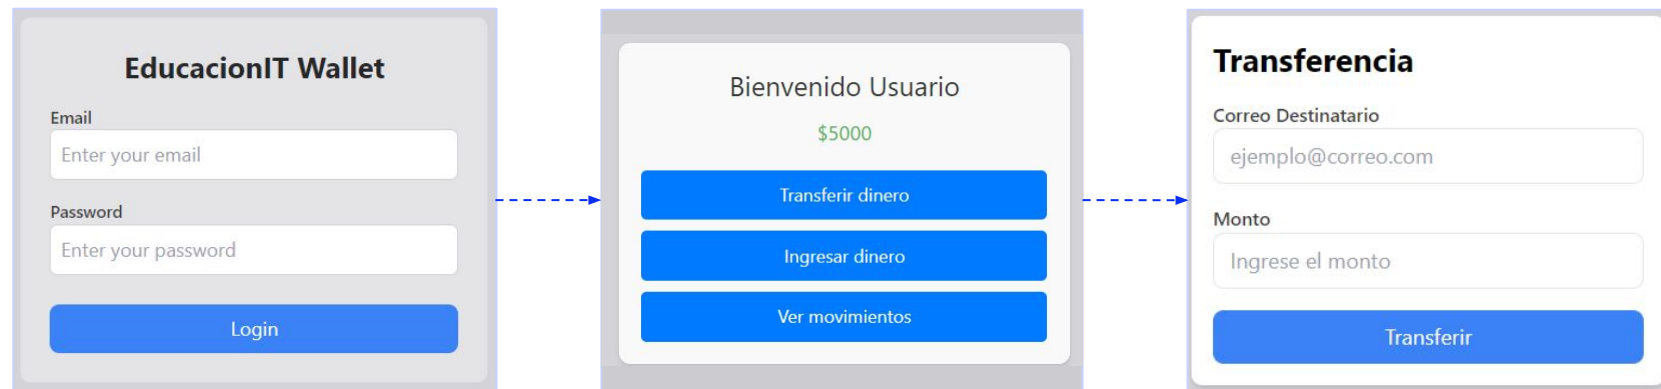 EducacionIT Wallet
Email
Enter your email
Password
Enter your password
Login
Bienvenido Usuario
$5000
Transferir dinero
Ingresar dinero
Ver movimientos
Transferencia
Correo Destinatario
ejemplo@correo.com
Monto
Ingrese el monto
Transferir